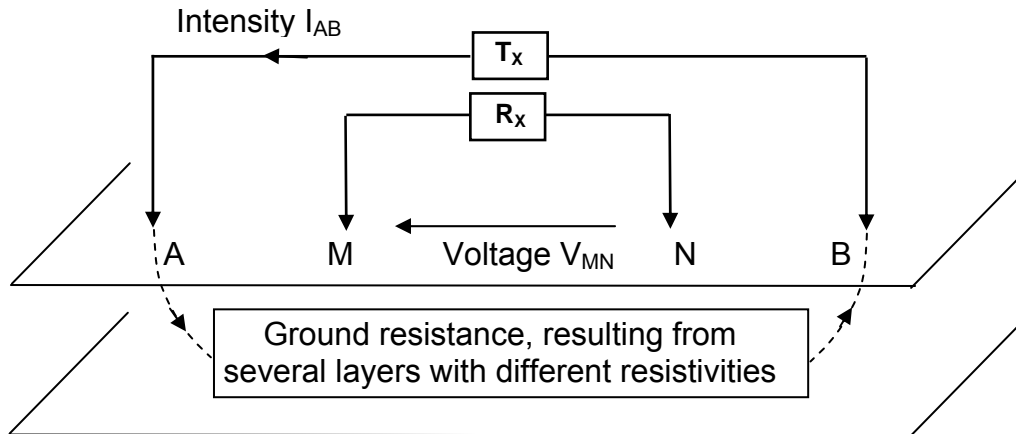 Intensity I_AB
T_X
R_X
A M Voltage V_MN N B
Ground resistance, resulting from
several layers with different resistivities